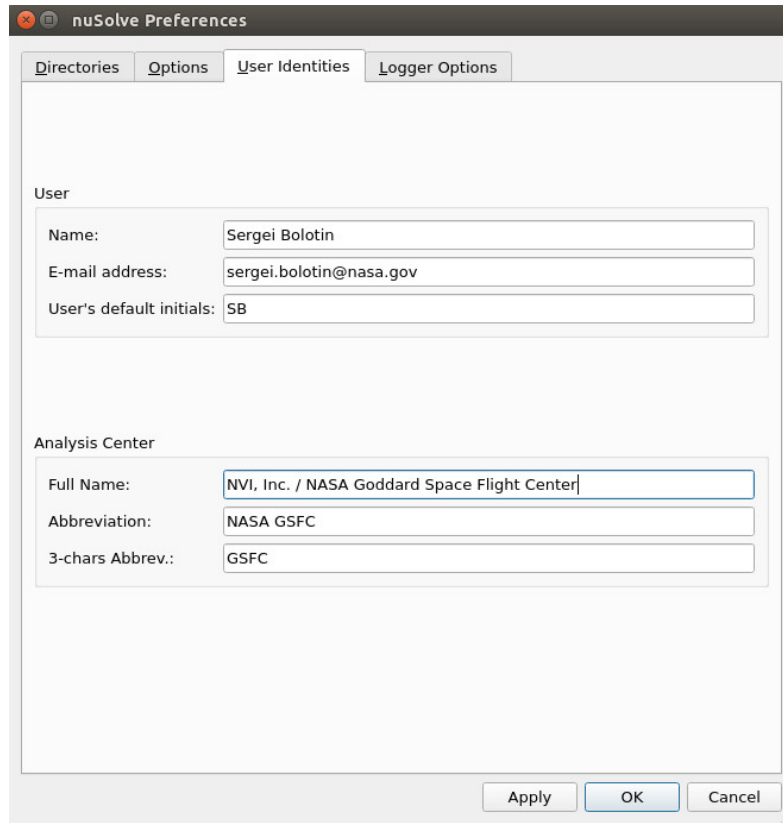 nuSolve Preferences
Directories Options User Identities Logger Options
User
Name: Sergei Bolotin
E-mail address: sergei.bolotin@nasa.gov
User's default initials: SB
Analysis Center
Full Name: NVI, Inc. / NASA Goddard Space Flight Center
Abbreviation: NASA GSFC
3-chars Abbrev.: GSFC
Apply OK Cancel